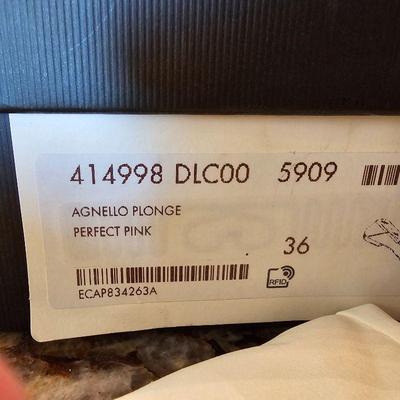 414998 DLC00 5909
AGNELLO PLONGE
PERFECT PINK
36
ECAP834263A
RFID